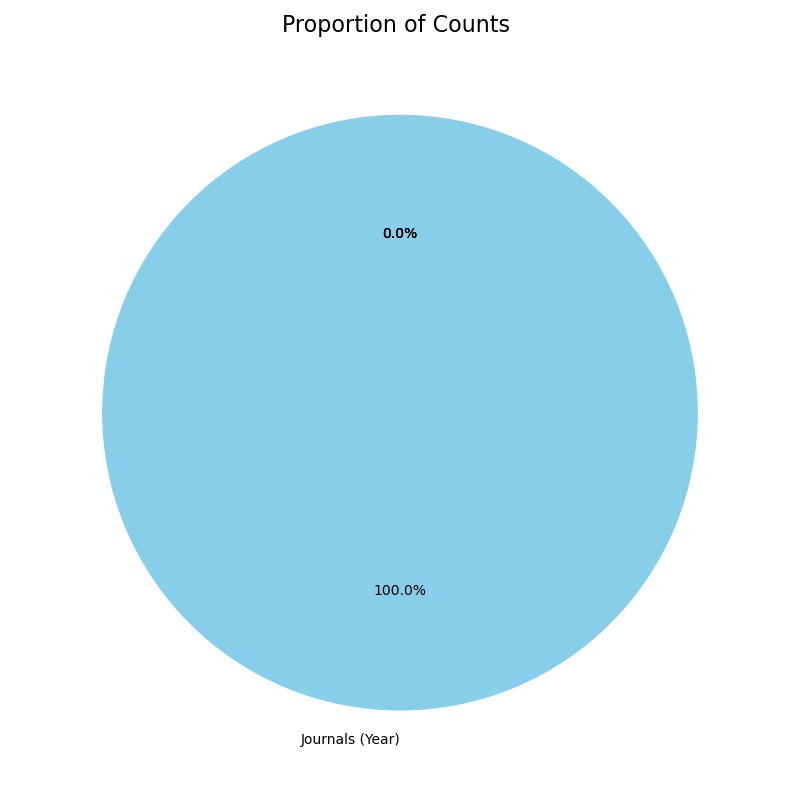 Proportion of Counts
0.0%
100.0%
Journals (Year)